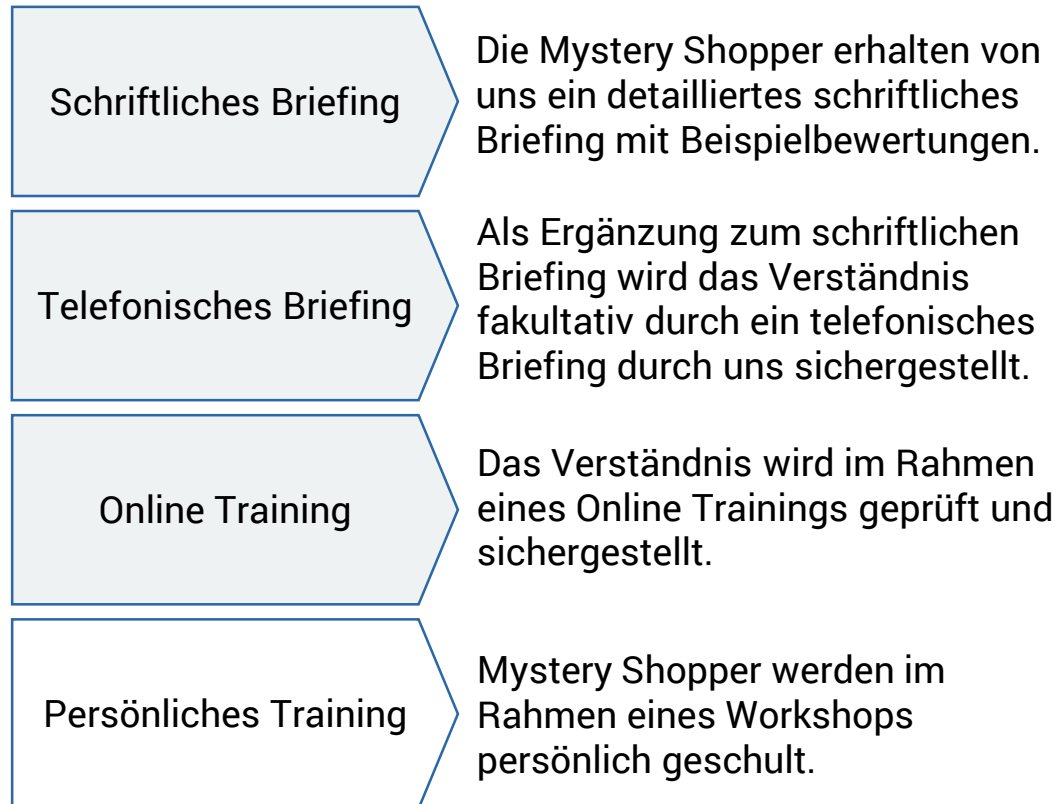 Schriftliches Briefing
Die Mystery Shopper erhalten von
uns ein detailliertes schriftliches
Briefing mit Beispielbewertungen.
Telefonisches Briefing
Als Ergänzung zum schriftlichen
Briefing wird das Verständnis
fakultativ durch ein telefonisches
Briefing durch uns sichergestellt.
Online Training
Das Verständnis wird im Rahmen
eines Online Trainings geprüft und
sichergestellt.
Persönliches Training
Mystery Shopper werden im
Rahmen eines Workshops
persönlich geschult.